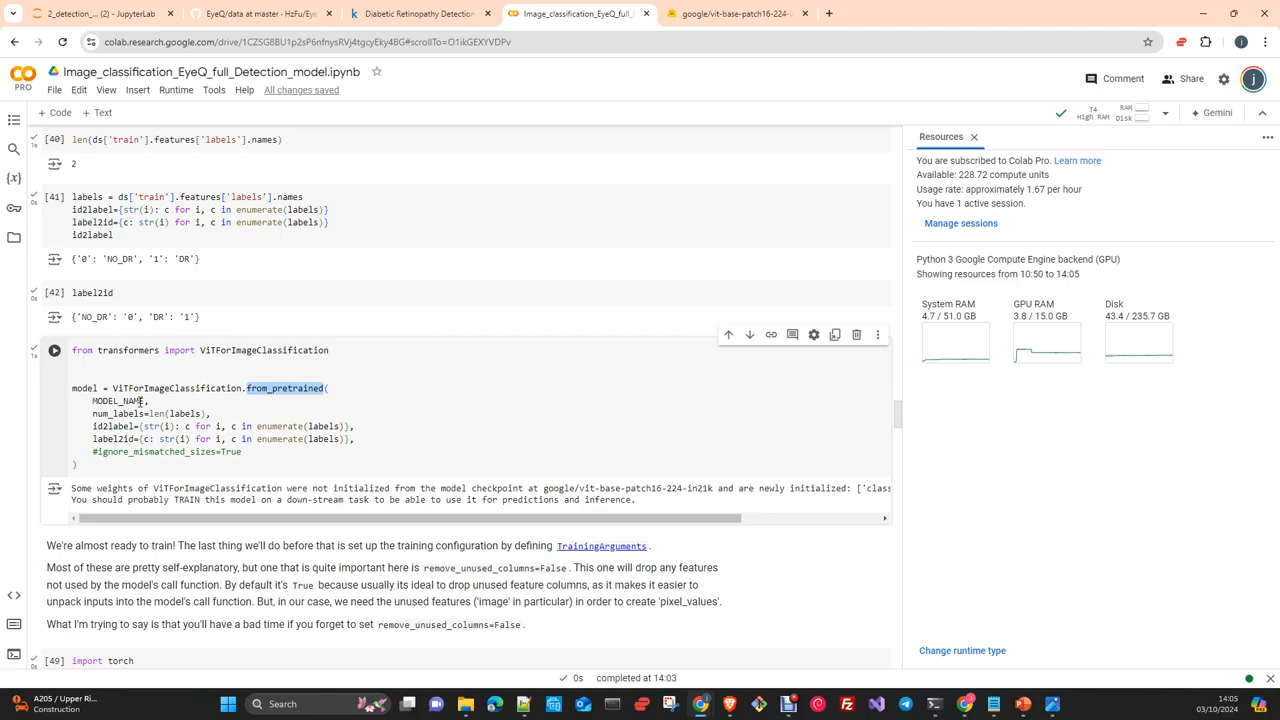 2_detection_... (2) - JupyterLab
EyeQ/data at master · HzFu/Eye
Diabetic Retinopathy Detection
Image_classification_EyeQ_full_
google/vit-base-patch16-224-in
colab.research.google.com/drive/1CZSG8BU1p2sP6nfnysRVj4tgcyEky4BG#scrollTo=O1ikGEXYVDPv
Image_classification_EyeQ_full_Detection_model.ipynb
PRO
File Edit View Insert Runtime Tools Help All changes saved
Comment Share j
+ Code + Text
T4 High RAM RAM Disk Gemini
[40] len(ds['train'].features['labels'].names)
1s
2
[41] labels = ds['train'].features['labels'].names
0s
id2label={str(i): c for i, c in enumerate(labels)}
label2id={c: str(i) for i, c in enumerate(labels)}
id2label
{'0': 'NO_DR', '1': 'DR'}
[42] label2id
0s
{'NO_DR': '0', 'DR': '1'}
1s
from transformers import ViTForImageClassification
model = ViTForImageClassification.from_pretrained(
MODEL_NAME,
num_labels=len(labels),
id2label={str(i): c for i, c in enumerate(labels)},
label2id={c: str(i) for i, c in enumerate(labels)},
#ignore_mismatched_sizes=True
)
Some weights of ViTForImageClassification were not initialized from the model checkpoint at google/vit-base-patch16-224-in21k and are newly initialized: ['class
You should probably TRAIN this model on a down-stream task to be able to use it for predictions and inference.
We're almost ready to train! The last thing we'll do before that is set up the training configuration by defining TrainingArguments.
Most of these are pretty self-explanatory, but one that is quite important here is remove_unused_columns=False. This one will drop any features
not used by the model's call function. By default it's True because usually its ideal to drop unused feature columns, as it makes it easier to
unpack inputs into the model's call function. But, in our case, we need the unused features ('image' in particular) in order to create 'pixel_values'.
What I'm trying to say is that you'll have a bad time if you forget to set remove_unused_columns=False.
[49] import torch
Resources
You are subscribed to Colab Pro. Learn more
Available: 228.72 compute units
Usage rate: approximately 1.67 per hour
You have 1 active session.
Manage sessions
Python 3 Google Compute Engine backend (GPU)
Showing resources from 10:50 to 14:05
System RAM
4.7 / 51.0 GB
GPU RAM
3.8 / 15.0 GB
Disk
43.4 / 235.7 GB
Change runtime type
0s completed at 14:03
A205 / Upper Ri...
Construction
Search
14:05
03/10/2024